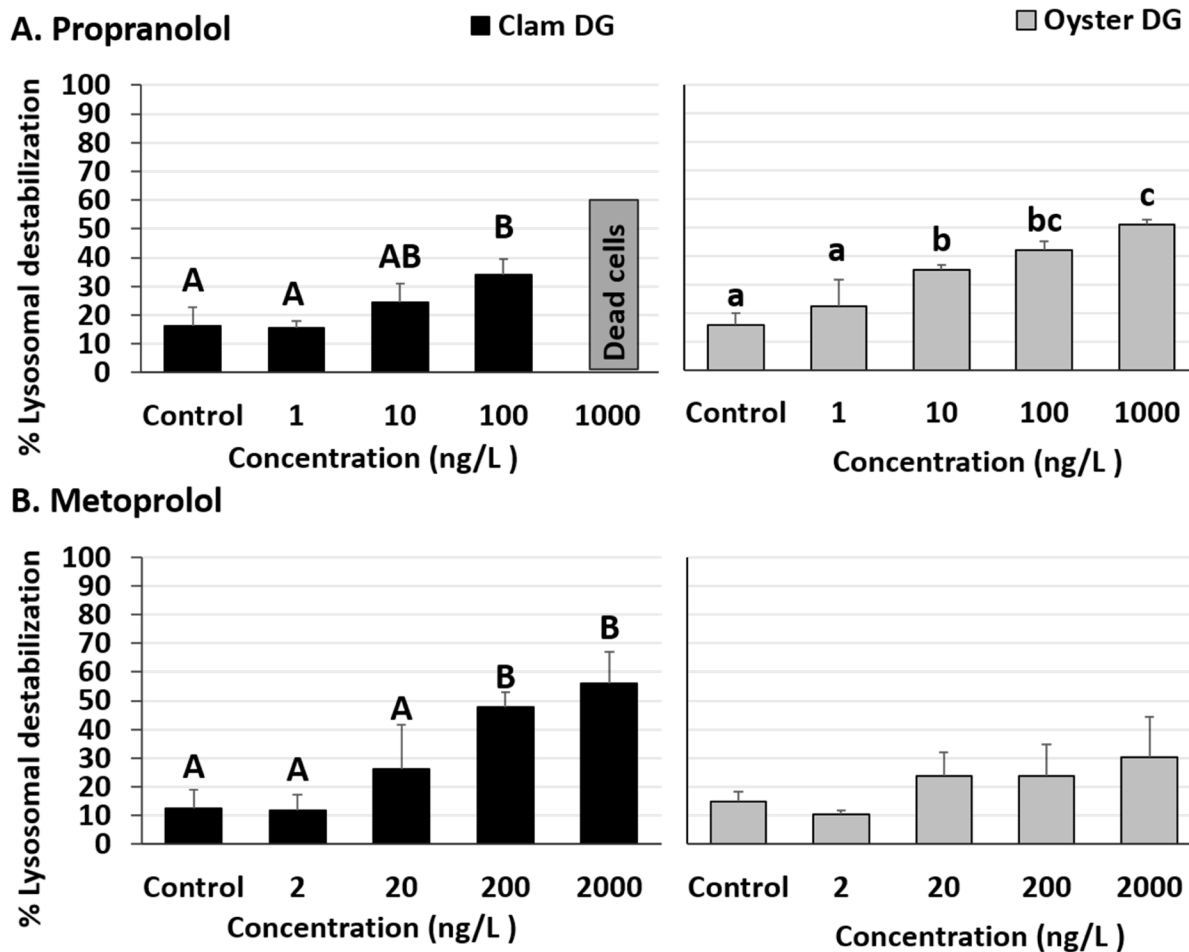 A. Propranolol
Clam DG
Oyster DG
% Lysosomal destabilization
100
90
80
70
60
50
40
30
20
10
0
A
A
AB
B
Dead cells
a
a
b
bc
c
Control 1 10 100 1000
Concentration (ng/L )
Control 1 10 100 1000
Concentration (ng/L )
B. Metoprolol
% Lysosomal destabilization
100
90
80
70
60
50
40
30
20
10
0
A
A
A
B
B
Control 2 20 200 2000
Concentration (ng/L )
Control 2 20 200 2000
Concentration (ng/L )